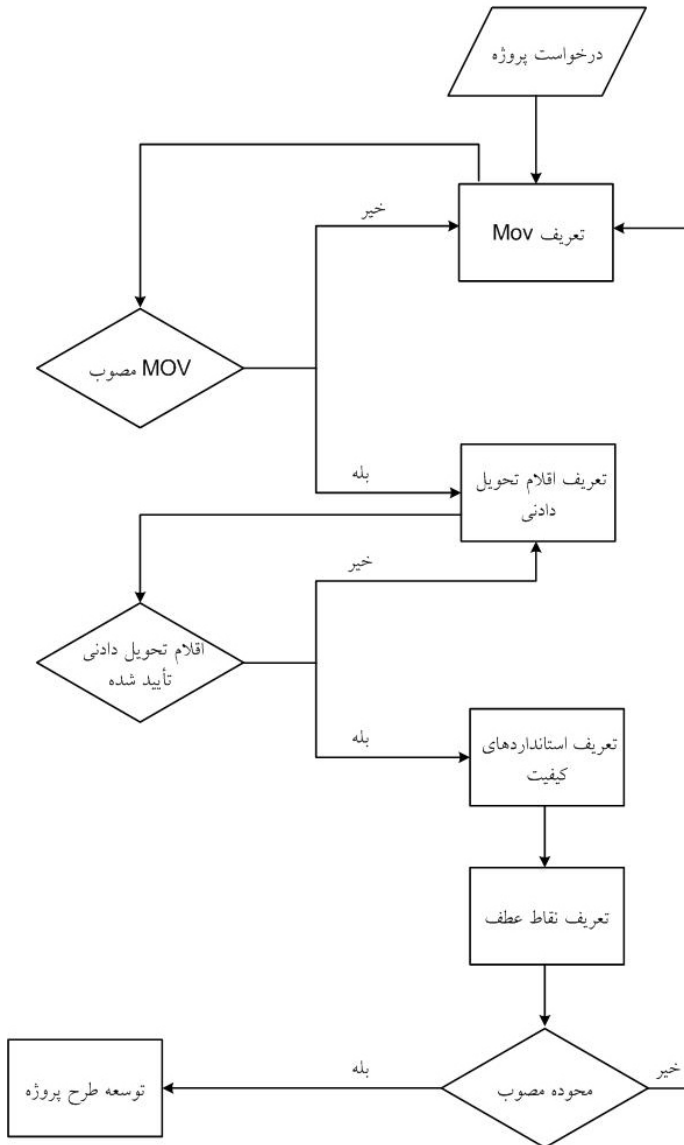 درخواست پروژه
تعریف Mov
خیر
MOV مصوب
بله
تعریف اقلام تحویل
دادنی
خیر
اقلام تحویل دادنی
تأیید شده
بله
تعریف استانداردهای
کیفیت
تعریف نقاط عطف
خیر
محوده مصوب
بله
توسعه طرح پروژه